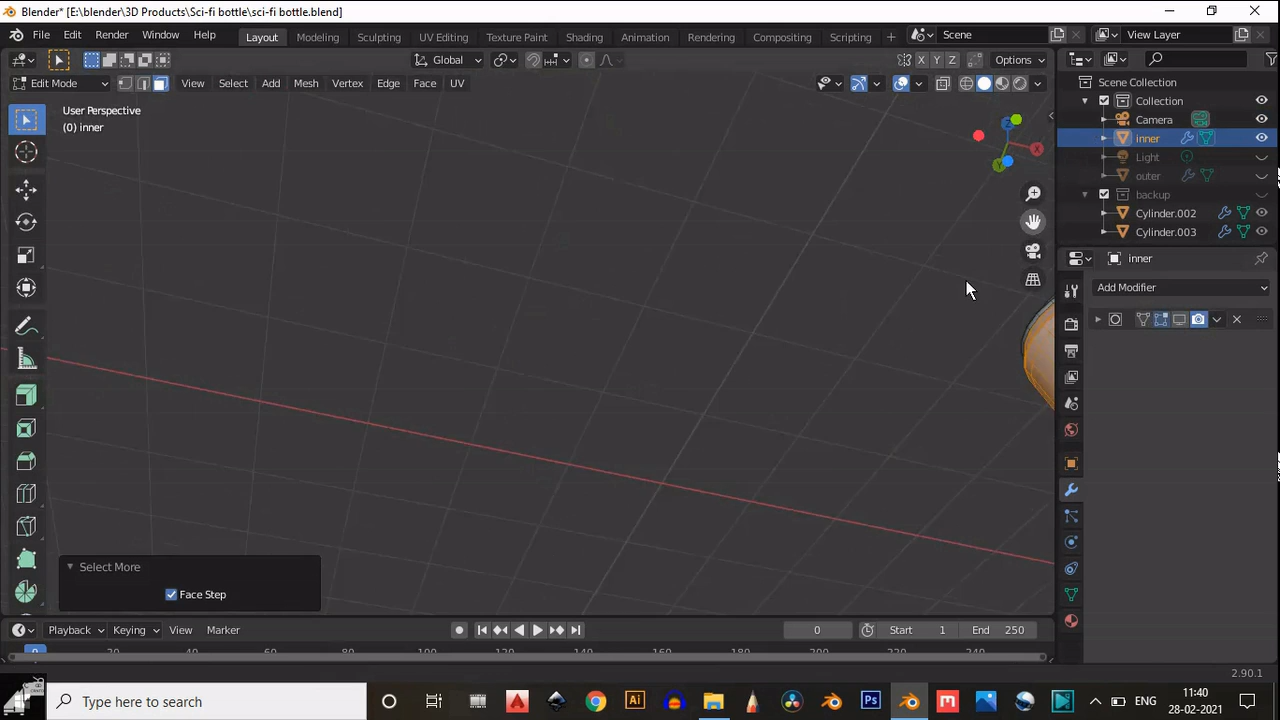 Blender* [E:\blender\3D Products\Sci-fi bottle\sci-fi bottle.blend]
File Edit Render Window Help
Layout Modeling Sculpting UV Editing Texture Paint Shading Animation Rendering Compositing Scripting +
Scene
View Layer
Global
X Y Z
Options
Edit Mode
View Select Add Mesh Vertex Edge Face UV
User Perspective
(0) inner
Scene Collection
Collection
Camera
inner
Light
outer
backup
Cylinder.002
Cylinder.003
inner
Add Modifier
Z
X
Y
Select More
Face Step
Playback Keying View Marker
0
Start 1
End 250
0 20 40 60 80 100 120 140 160 180 200 220 240
2.90.1
Type here to search
Ai
Ps
ENG
11:40
28-02-2021